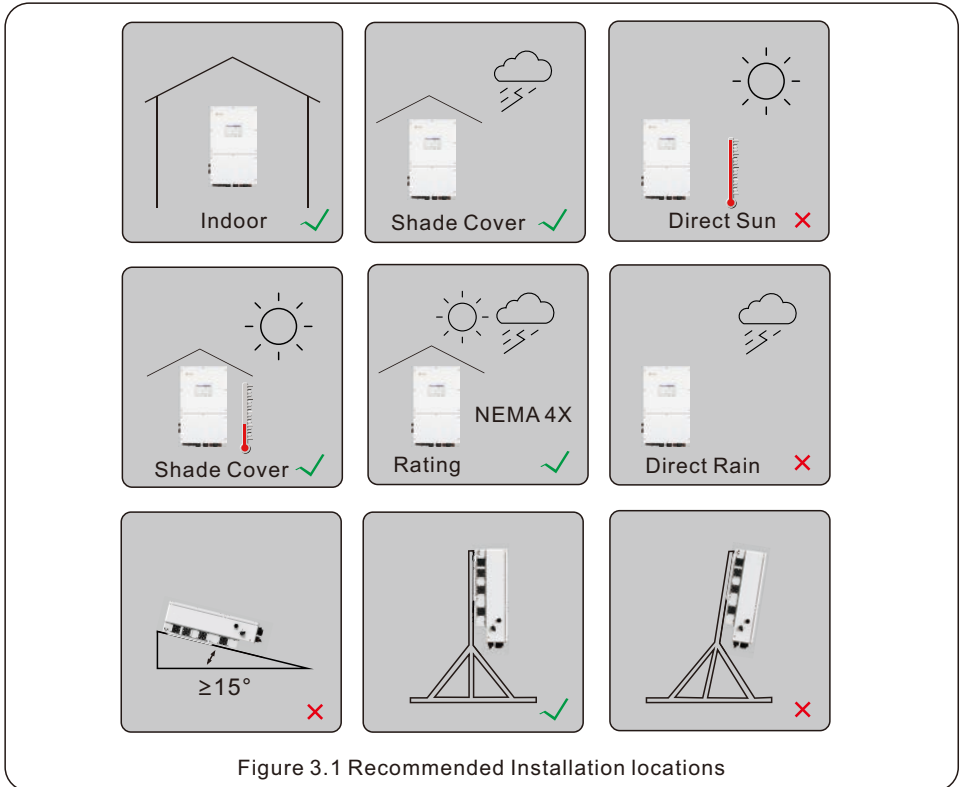 Indoor
Shade Cover
Direct Sun
Shade Cover
NEMA 4X
Rating
Direct Rain
≥15°
Figure 3.1 Recommended Installation locations